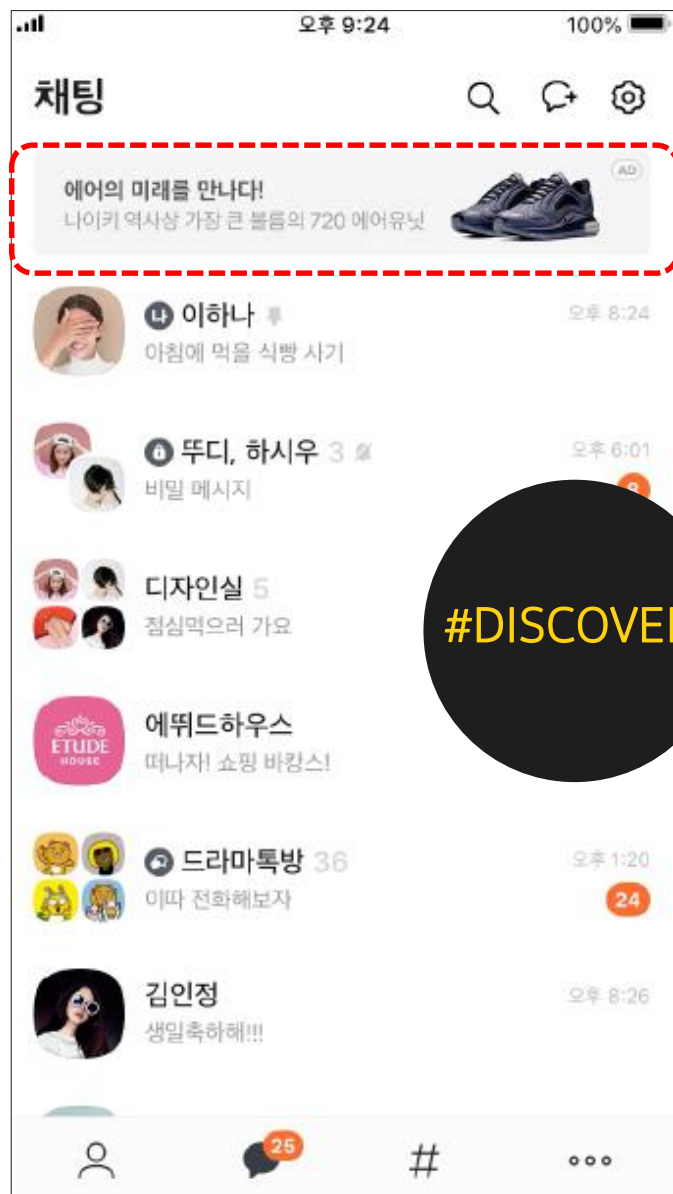 오후 9:24
100%
채팅
에어의 미래를 만나다!
나이키 역사상 가장 큰 볼륨의 720 에어유닛
AD
나 이하나
오후 8:24
아침에 먹을 식빵 사기
뚜디, 하시우 3
오후 6:01
비밀 메시지
디자인실 5
점심먹으러 가요
#DISCOVER
에뛰드하우스
ETUDE
HOUSE
떠나자! 쇼핑 바캉스!
드라마톡방 36
오후 1:20
이따 전화해보자
24
김인정
오후 8:26
생일축하해!!!
25
#